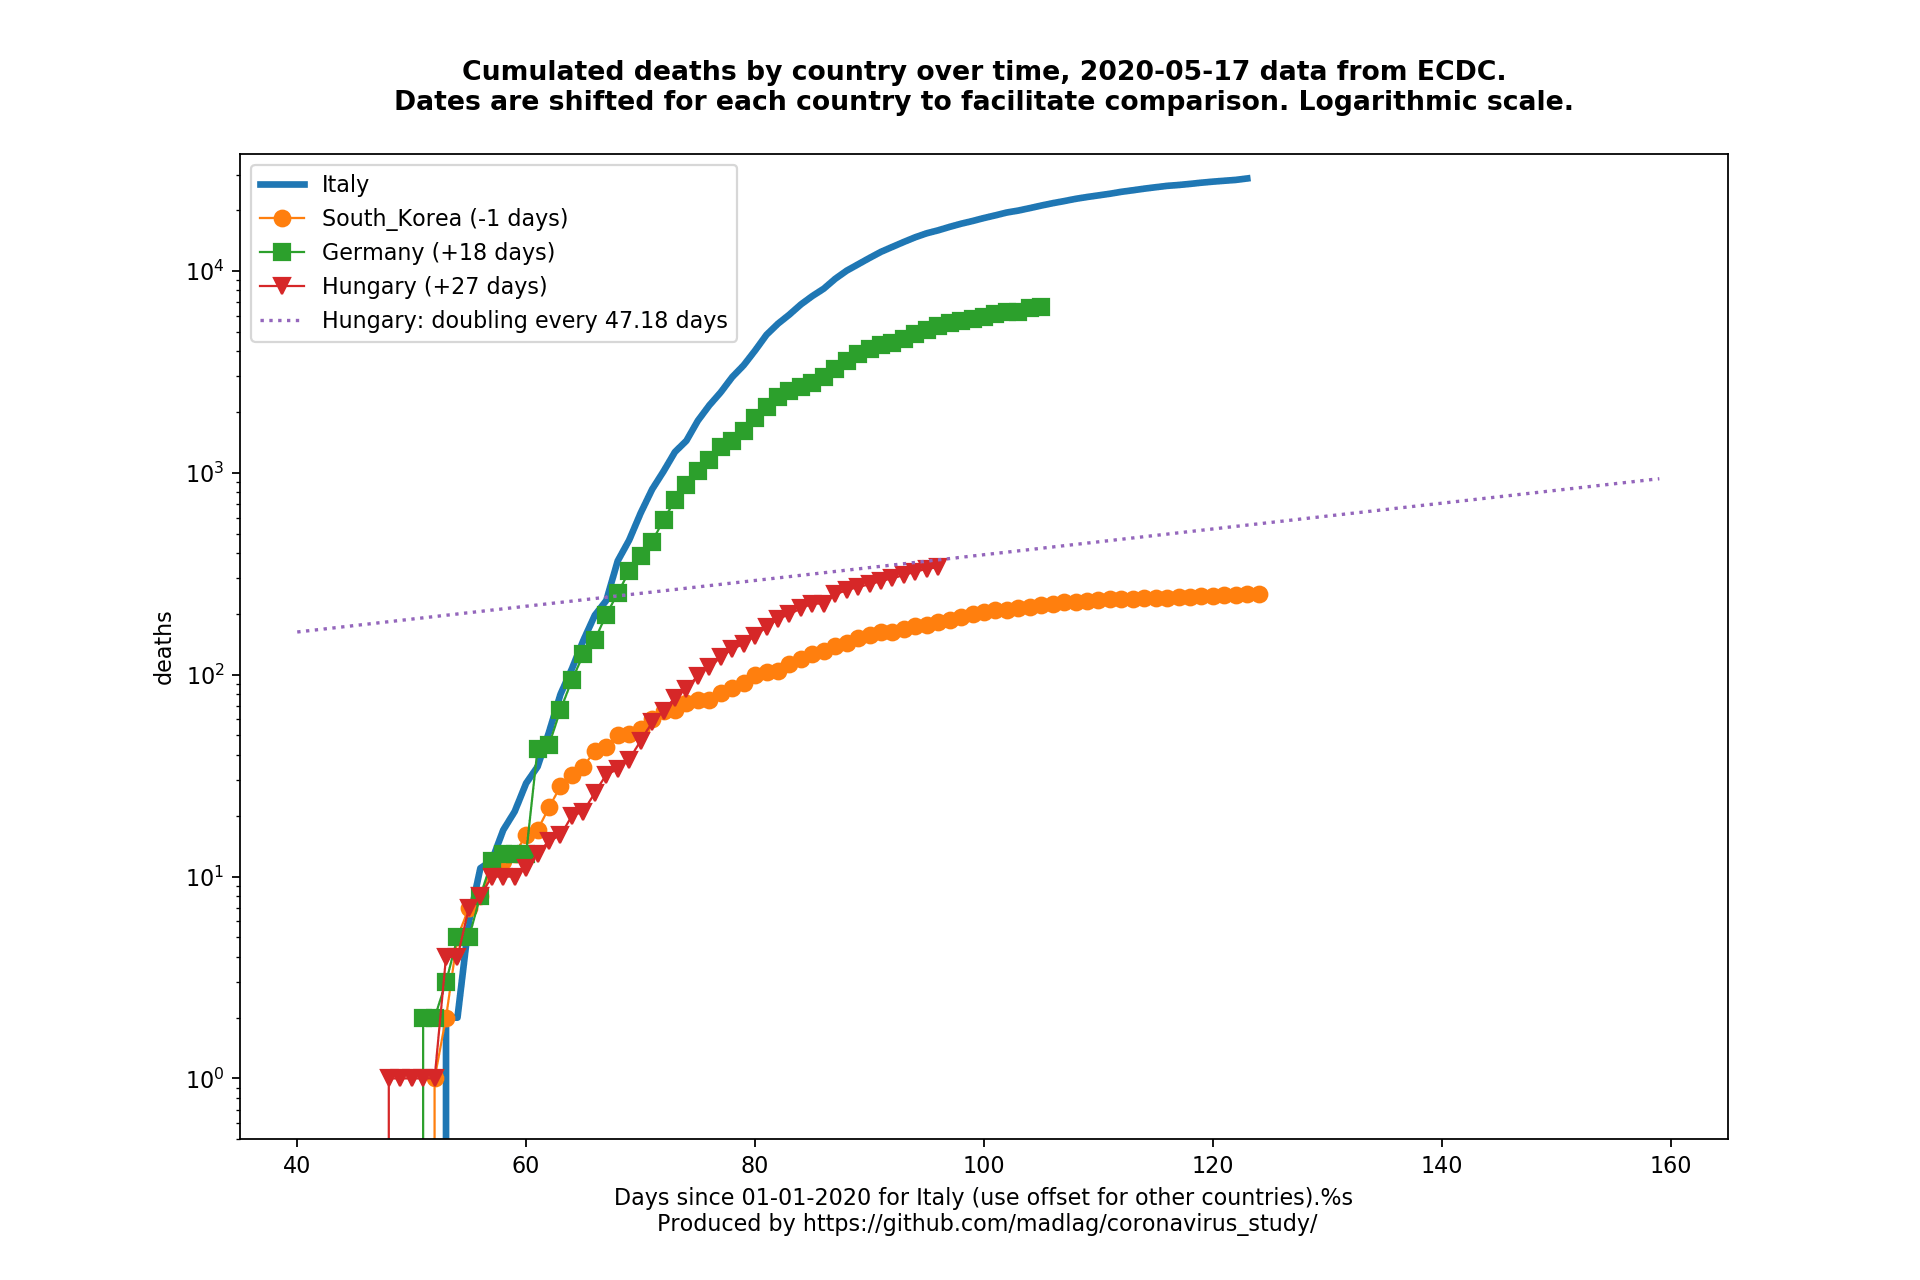 Cumulated deaths by country over time, 2020-05-17 data from ECDC.
Dates are shifted for each country to facilitate comparison. Logarithmic scale.
Italy
South_Korea (-1 days)
Germany (+18 days)
Hungary (+27 days)
Hungary: doubling every 47.18 days
deaths
10⁴
10³
10²
10¹
10⁰
40 60 80 100 120 140 160
Days since 01-01-2020 for Italy (use offset for other countries).%s
Produced by https://github.com/madlag/coronavirus_study/